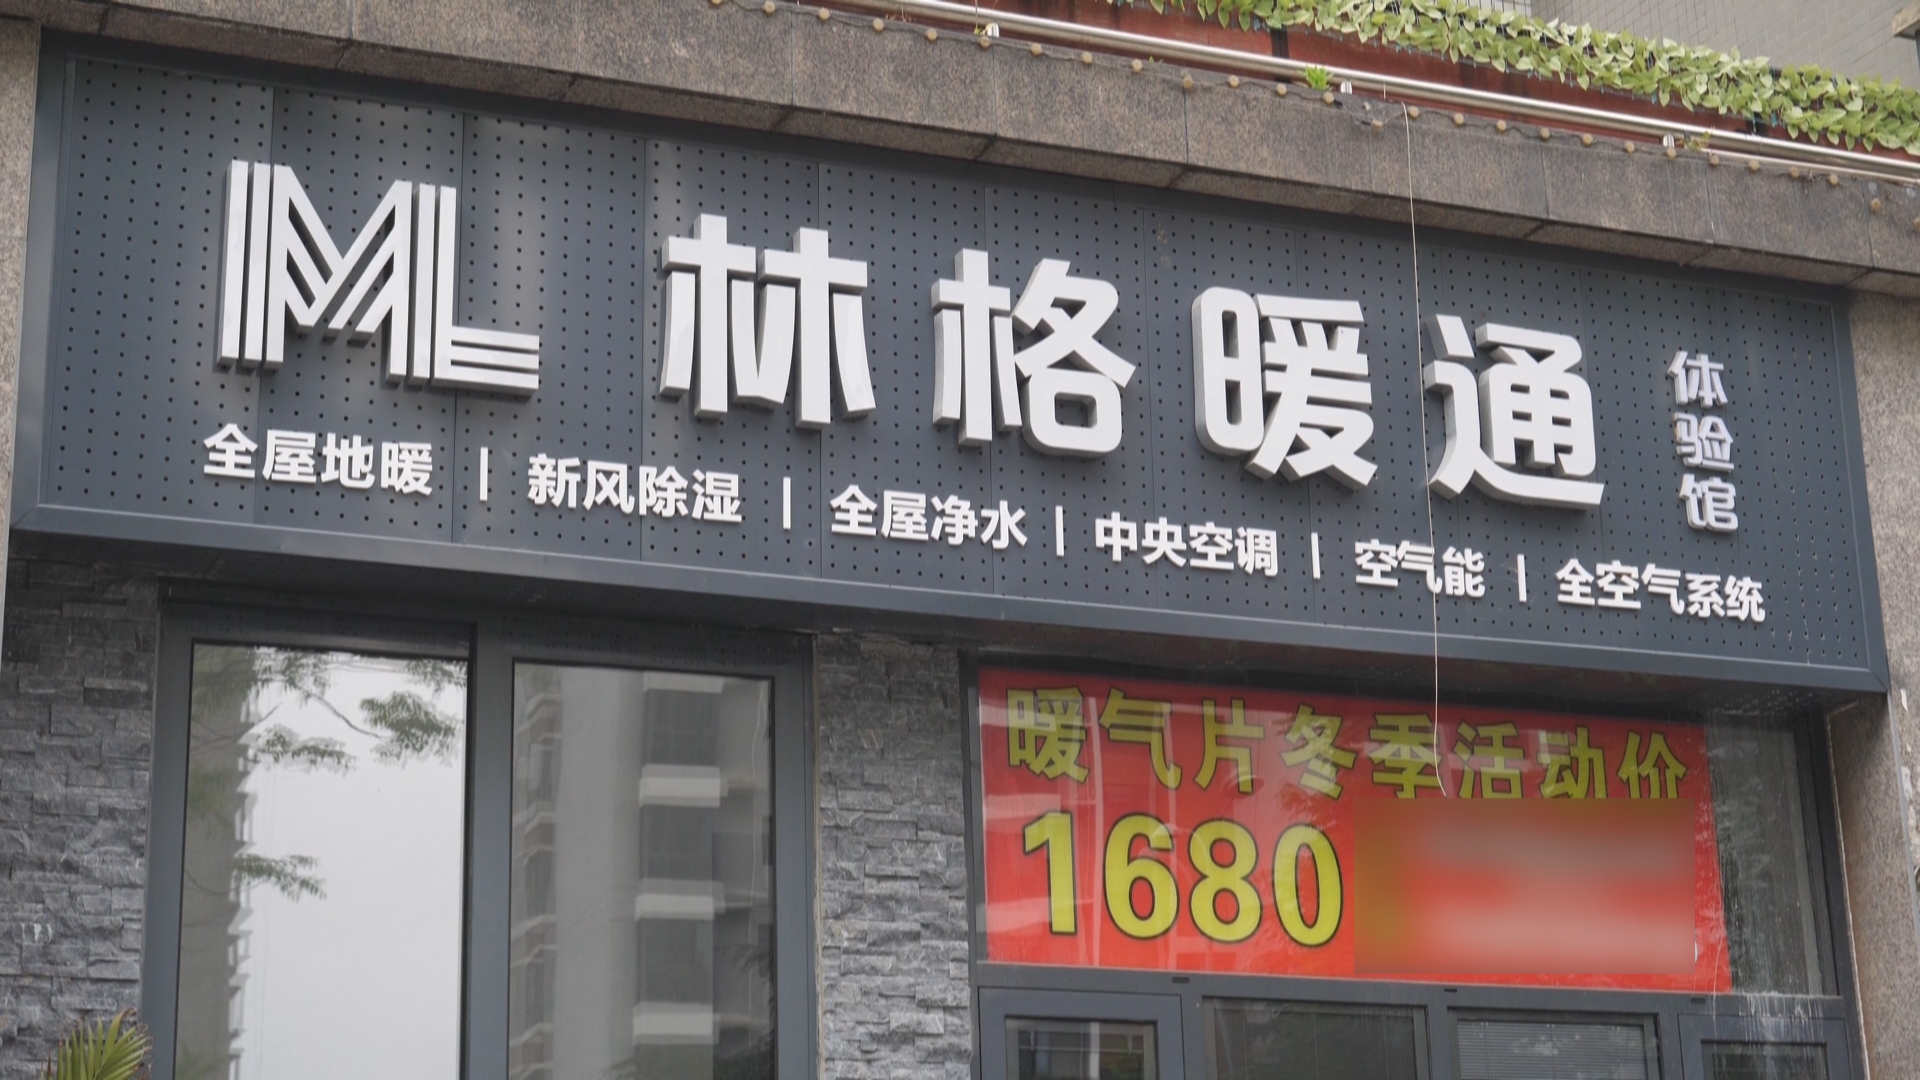 ML 林格暖通 体验馆
全屋地暖 | 新风除湿 | 全屋净水 | 中央空调 | 空气能 | 全空气系统
暖气片冬季活动价
1680